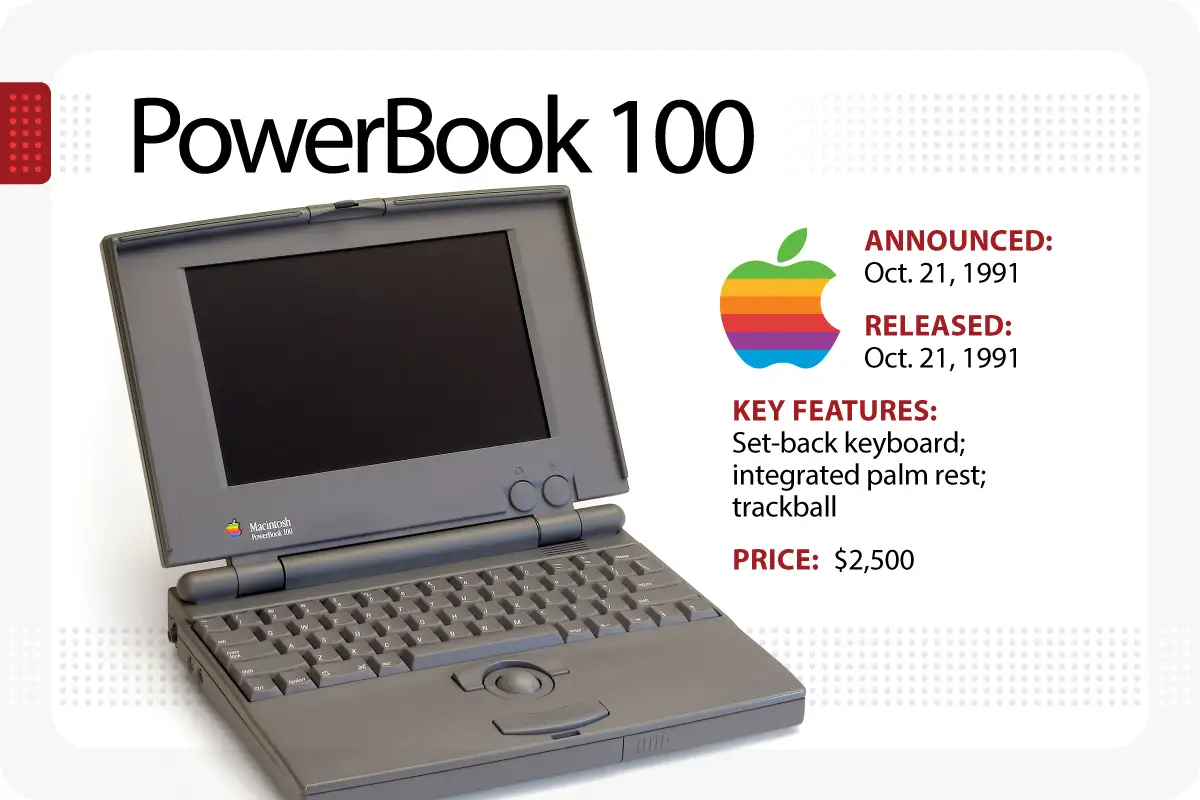 PowerBook 100
ANNOUNCED:
Oct. 21, 1991
RELEASED:
Oct. 21, 1991
KEY FEATURES:
Set-back keyboard;
integrated palm rest;
trackball
PRICE: $2,500
Macintosh
PowerBook 100